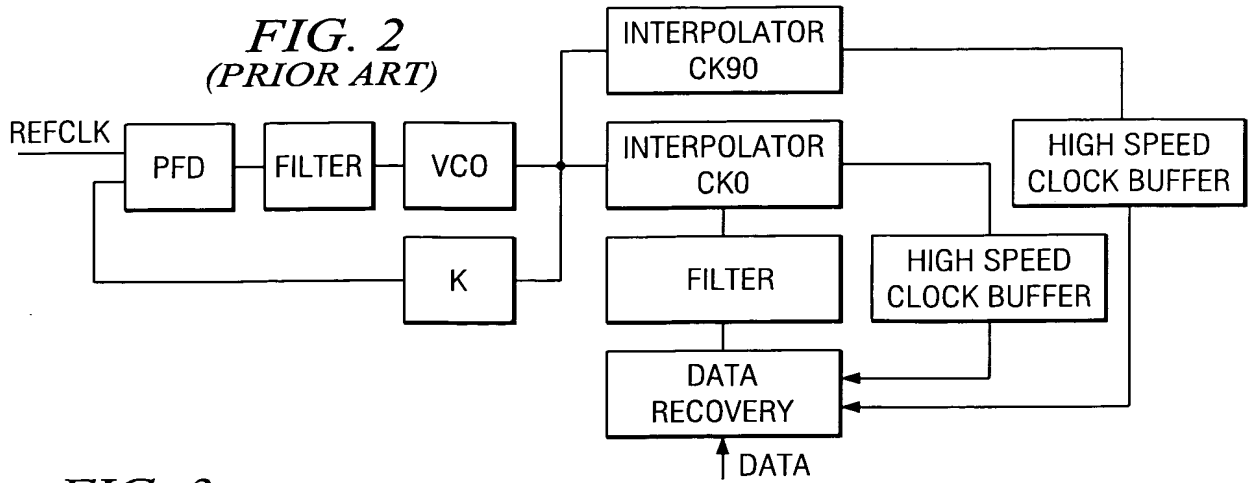 FIG. 2
(PRIOR ART)
INTERPOLATOR
CK90
REFCLK
PFD
FILTER
VCO
INTERPOLATOR
CK0
HIGH SPEED
CLOCK BUFFER
K
FILTER
HIGH SPEED
CLOCK BUFFER
DATA
RECOVERY
DATA